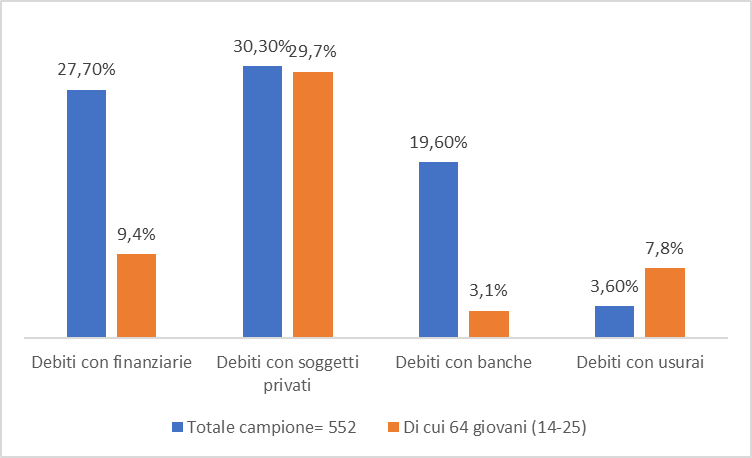 30,30%
29,7%
27,70%
19,60%
9,4%
7,8%
3,1%
3,60%
Debiti con finanziarie
Debiti con soggetti
privati
Debiti con banche
Debiti con usurai
Totale campione= 552
Di cui 64 giovani (14-25)